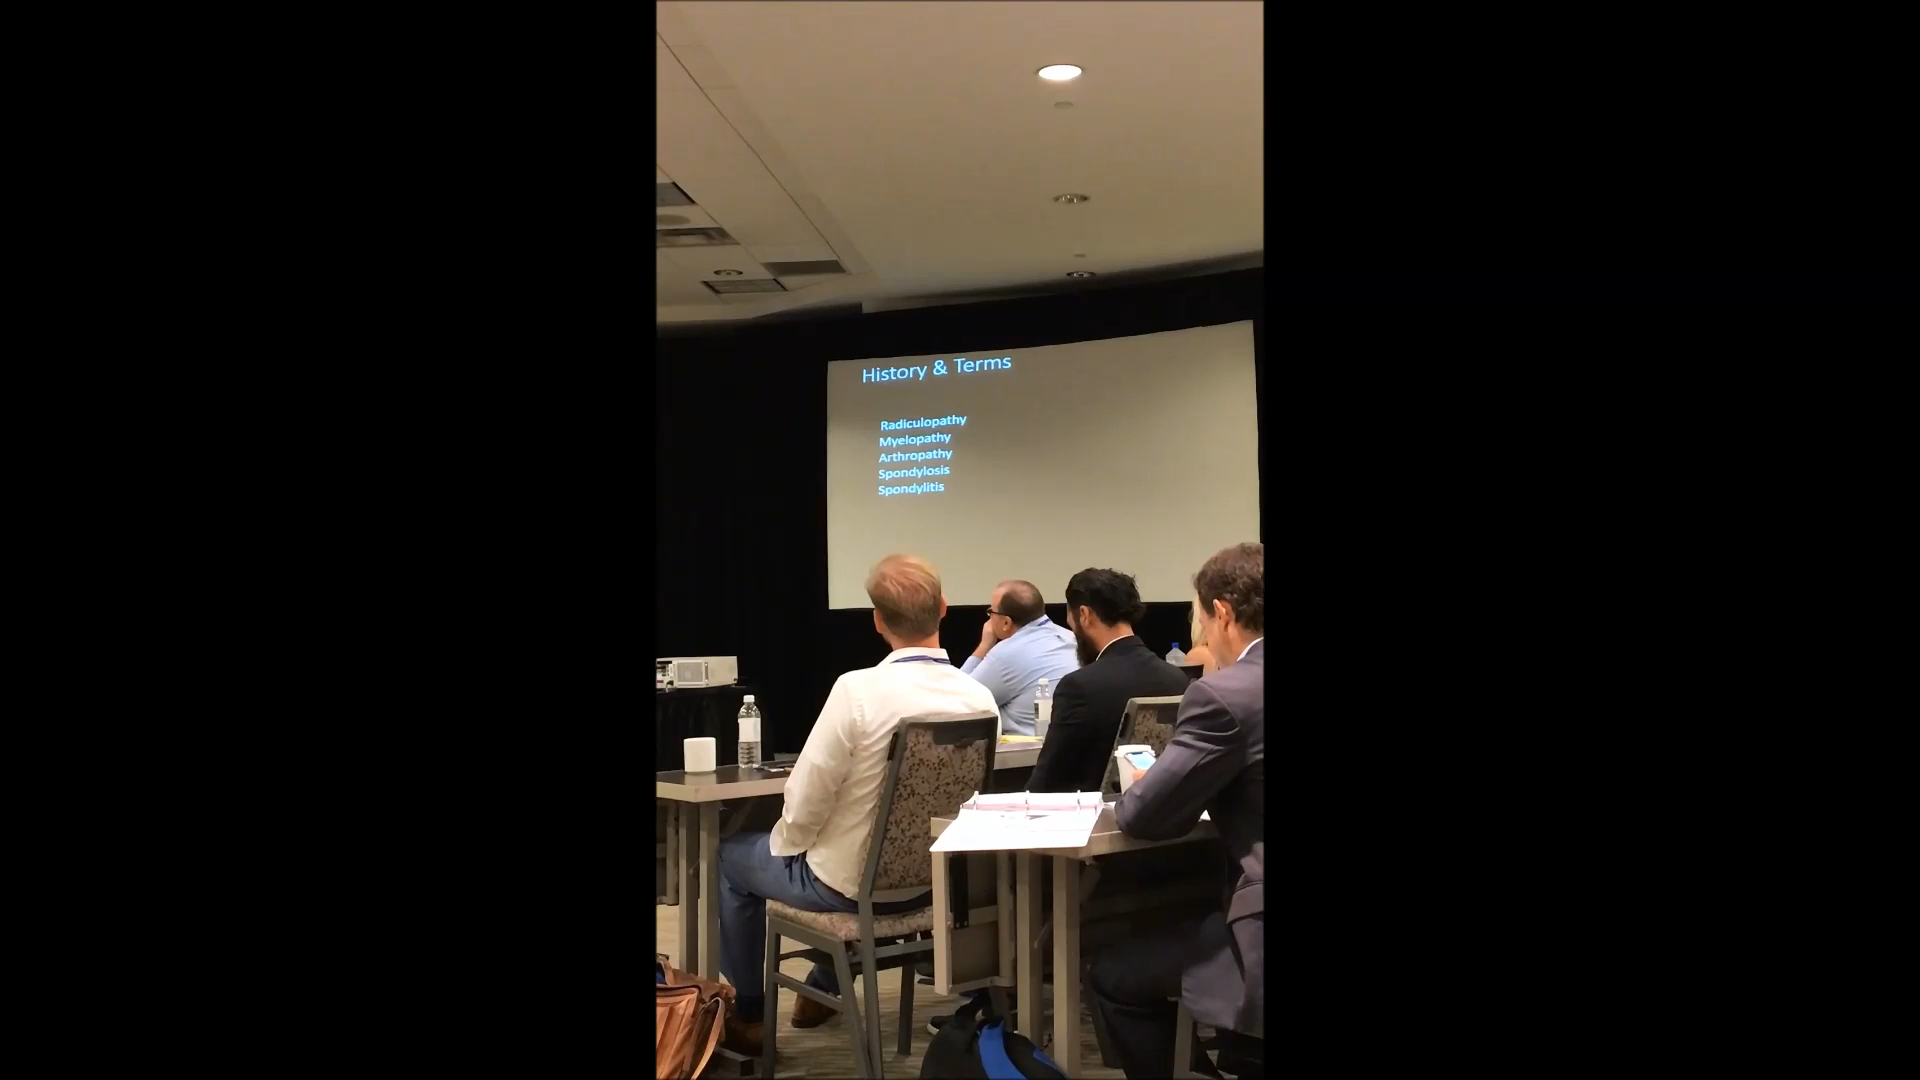 History & Terms
Radiculopathy
Myelopathy
Arthropathy
Spondylosis
Spondylitis